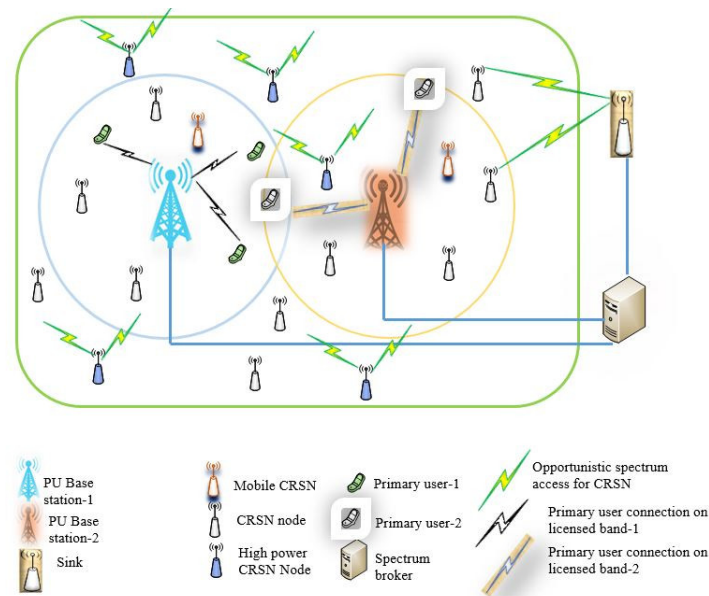 PU Base
station-1
PU Base
station-2
Sink
Mobile CRSN
CRSN node
High power
CRSN Node
Primary user-1
Primary user-2
Spectrum
broker
Opportunistic spectrum
access for CRSN
Primary user connection on
licensed band-1
Primary user connection on
licensed band-2